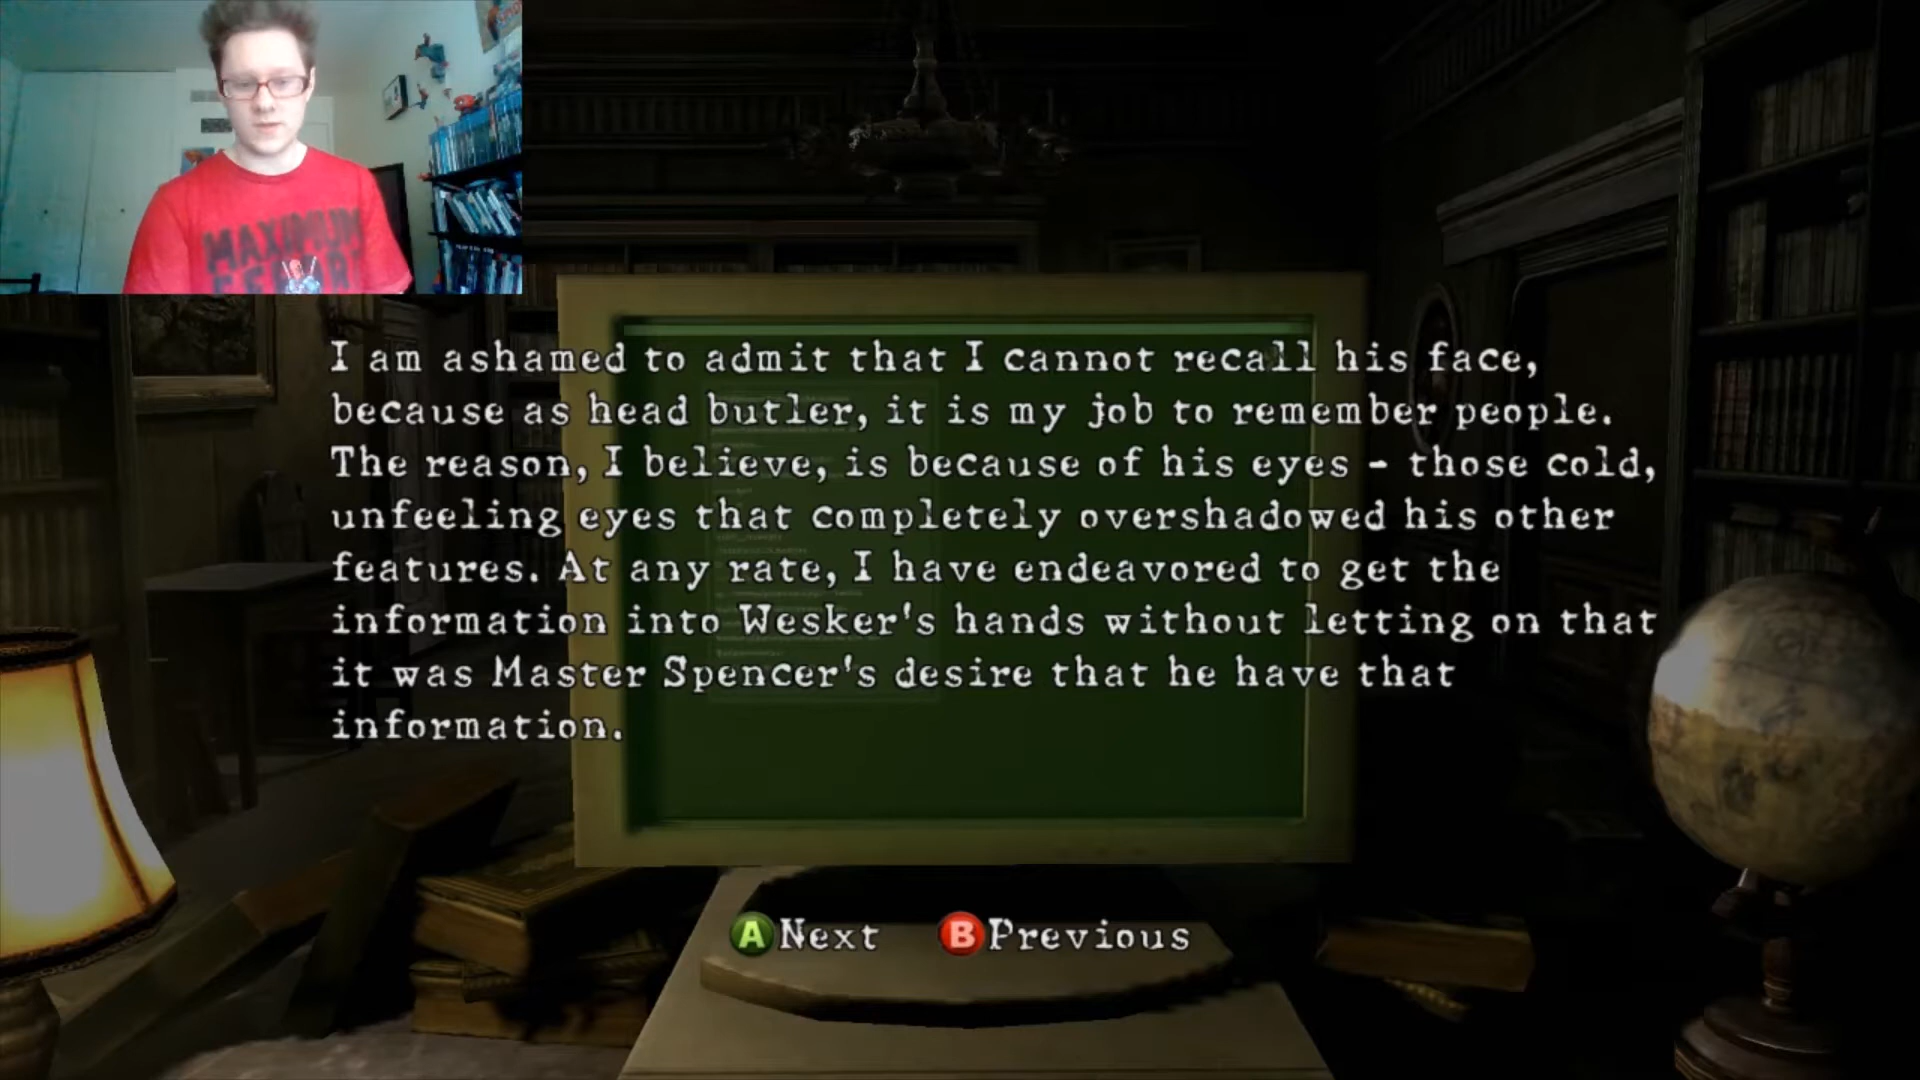 MAXIMUM
EFFORT
I am ashamed to admit that I cannot recall his face,
because as head butler, it is my job to remember people.
The reason, I believe, is because of his eyes - those cold,
unfeeling eyes that completely overshadowed his other
features. At any rate, I have endeavored to get the
information into Wesker's hands without letting on that
it was Master Spencer's desire that he have that
information.
A Next B Previous